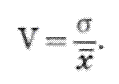 V = σ / x̄.